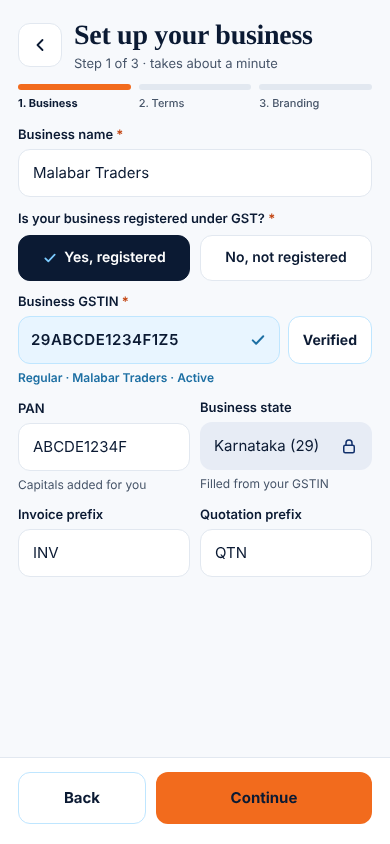 Set up your business
Step 1 of 3 · takes about a minute
1. Business
2. Terms
3. Branding
Business name *
Malabar Traders
Is your business registered under GST? *
Yes, registered
No, not registered
Business GSTIN *
29ABCDE1234F1Z5
Verified
Regular · Malabar Traders · Active
PAN
Business state
ABCDE1234F
Karnataka (29)
Capitals added for you
Filled from your GSTIN
Invoice prefix
Quotation prefix
INV
QTN
Back
Continue